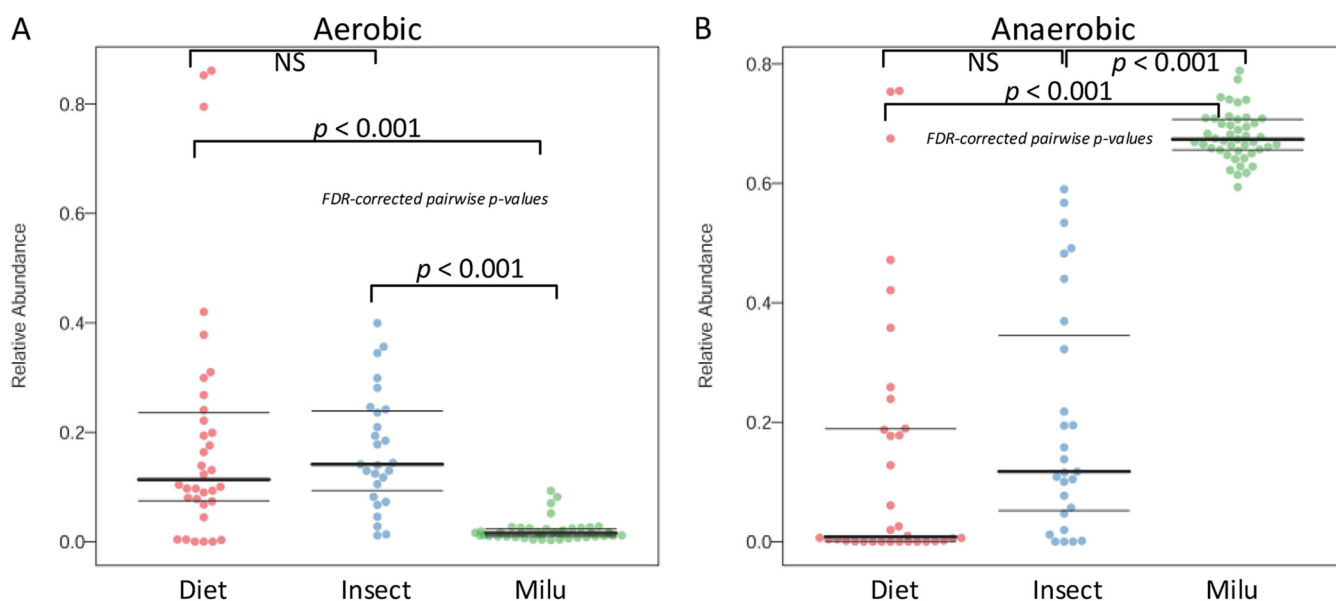 A
Aerobic
NS
p < 0.001
FDR-corrected pairwise p-values
p < 0.001
Relative Abundance
0.8
0.6
0.4
0.2
0.0
Diet Insect Milu
B
Anaerobic
NS
p < 0.001
p < 0.001
FDR-corrected pairwise p-values
Relative Abundance
0.8
0.6
0.4
0.2
0.0
Diet Insect Milu